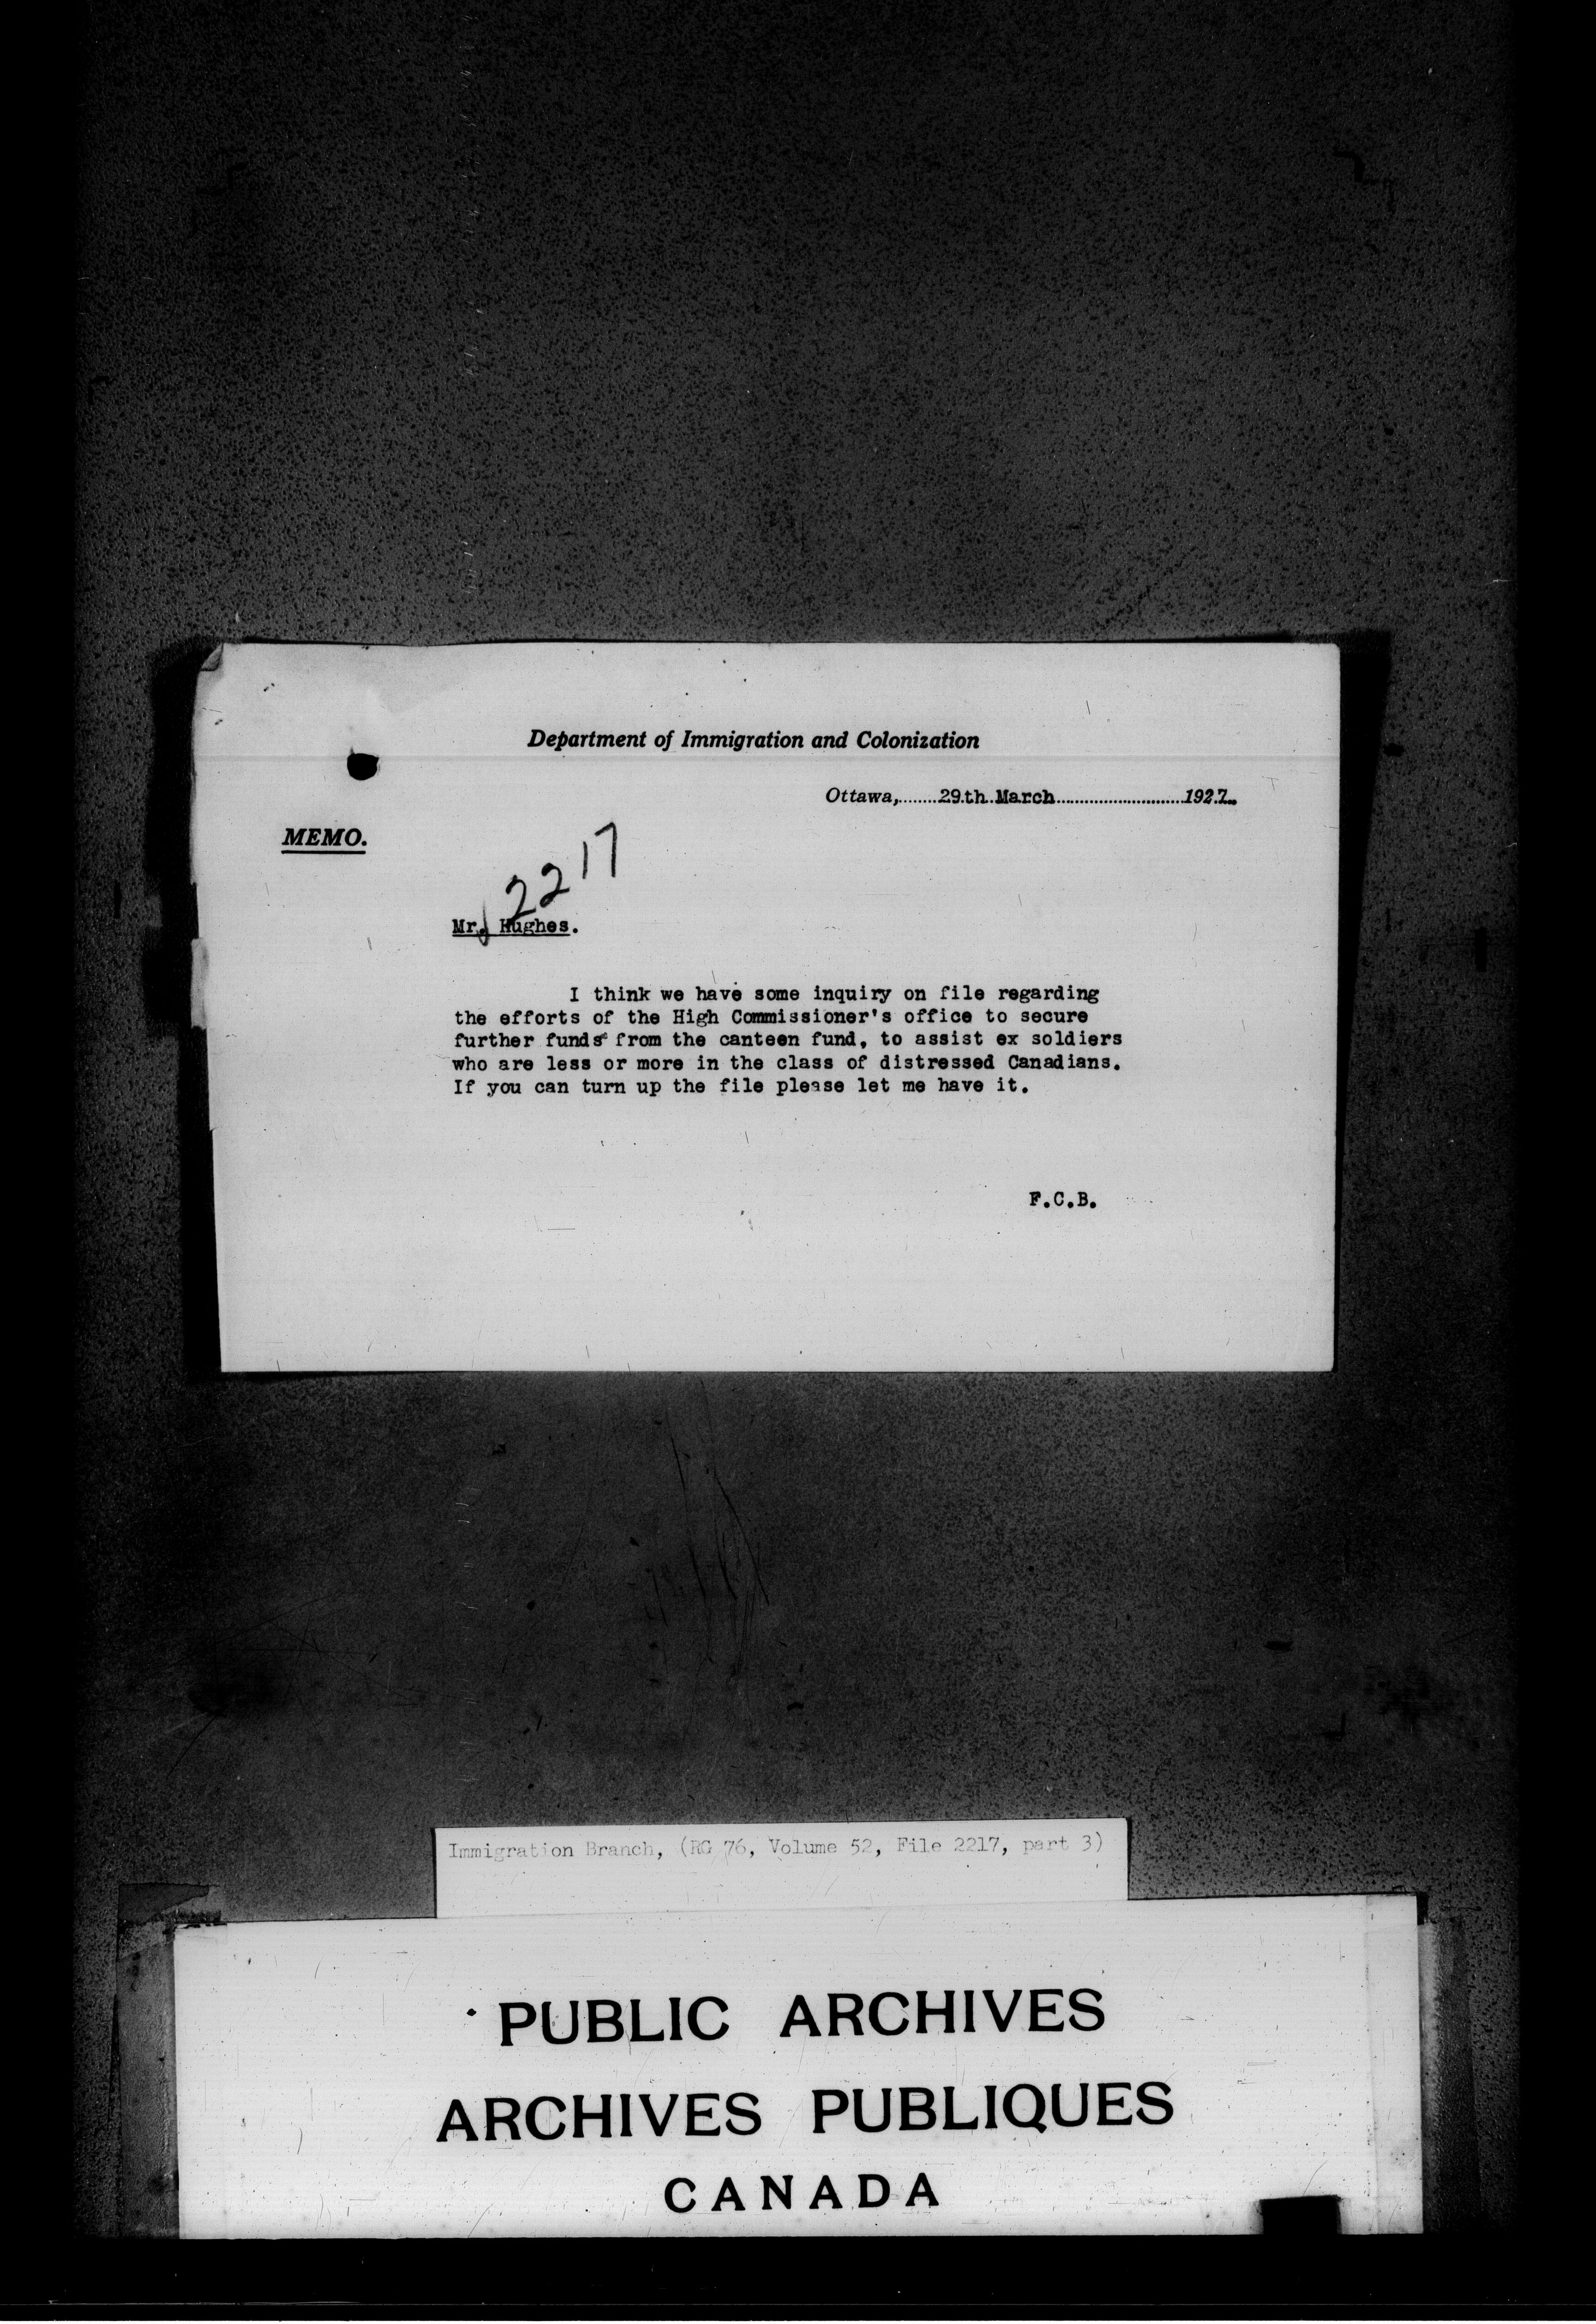 Department of Immigration and Colonization
Ottawa, 29th March 1927
MEMO.
2217
Mr. Hughes.
I think we have some inquiry on file regarding
the efforts of the High Commissioner's office to secure
further funds from the canteen fund, to assist ex soldiers
who are less or more in the class of distressed Canadians.
If you can turn up the file please let me have it.
F.C.B.
Immigration Branch, (RG 76, Volume 52, File 2217, part 3)
PUBLIC ARCHIVES
ARCHIVES PUBLIQUES
CANADA